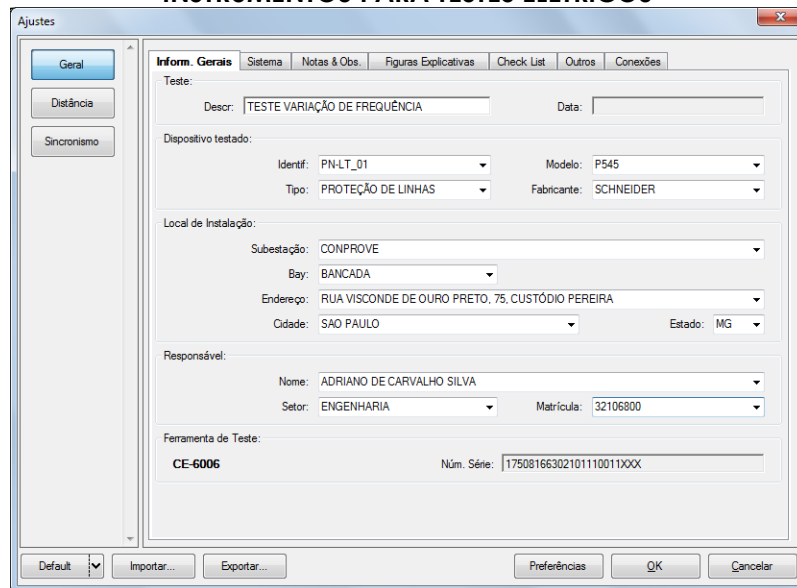 INSTRUMENTOS PARA TESTES ELÉTRICOS
Ajustes
Geral
Distância
Sincronismo
Inform. Gerais Sistema Notas & Obs. Figuras Explicativas Check List Outros Conexões
Teste:
Descr: TESTE VARIAÇÃO DE FREQUÊNCIA Data:
Dispositivo testado:
Identif: PN-LT_01 Modelo: P545
Tipo: PROTEÇÃO DE LINHAS Fabricante: SCHNEIDER
Local de Instalação:
Subestação: CONPROVE
Bay: BANCADA
Endereço: RUA VISCONDE DE OURO PRETO, 75, CUSTÓDIO PEREIRA
Cidade: SAO PAULO Estado: MG
Responsável:
Nome: ADRIANO DE CARVALHO SILVA
Setor: ENGENHARIA Matrícula: 32106800
Ferramenta de Teste:
CE-6006 Núm. Série: 17508166302101110011XXX
Default Importar... Exportar... Preferências OK Cancelar